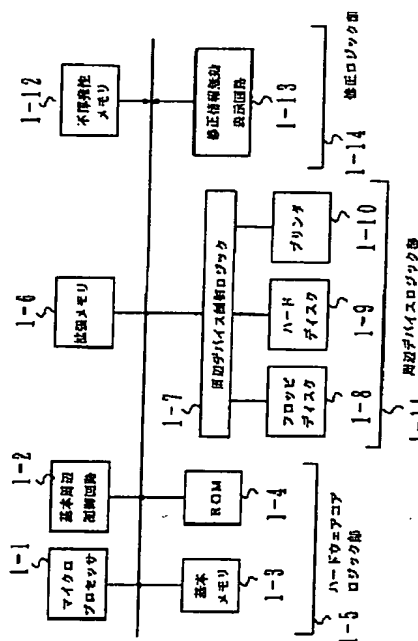 1-1
マイクロ
プロセッサ
1-2
基本周辺
制御回路
1-3
基本
メモリ
1-4
ROM
1-5
ハードウェアコア
ロジック部
1-6
拡張メモリ
1-7
周辺デバイス制御ロジック
1-8
フロッピ
ディスク
1-9
ハード
ディスク
1-10
プリンタ
1-11
周辺デバイスロジック部
1-12
不揮発性
メモリ
1-13
修正情報無効
表示回路
1-14
修正ロジック部